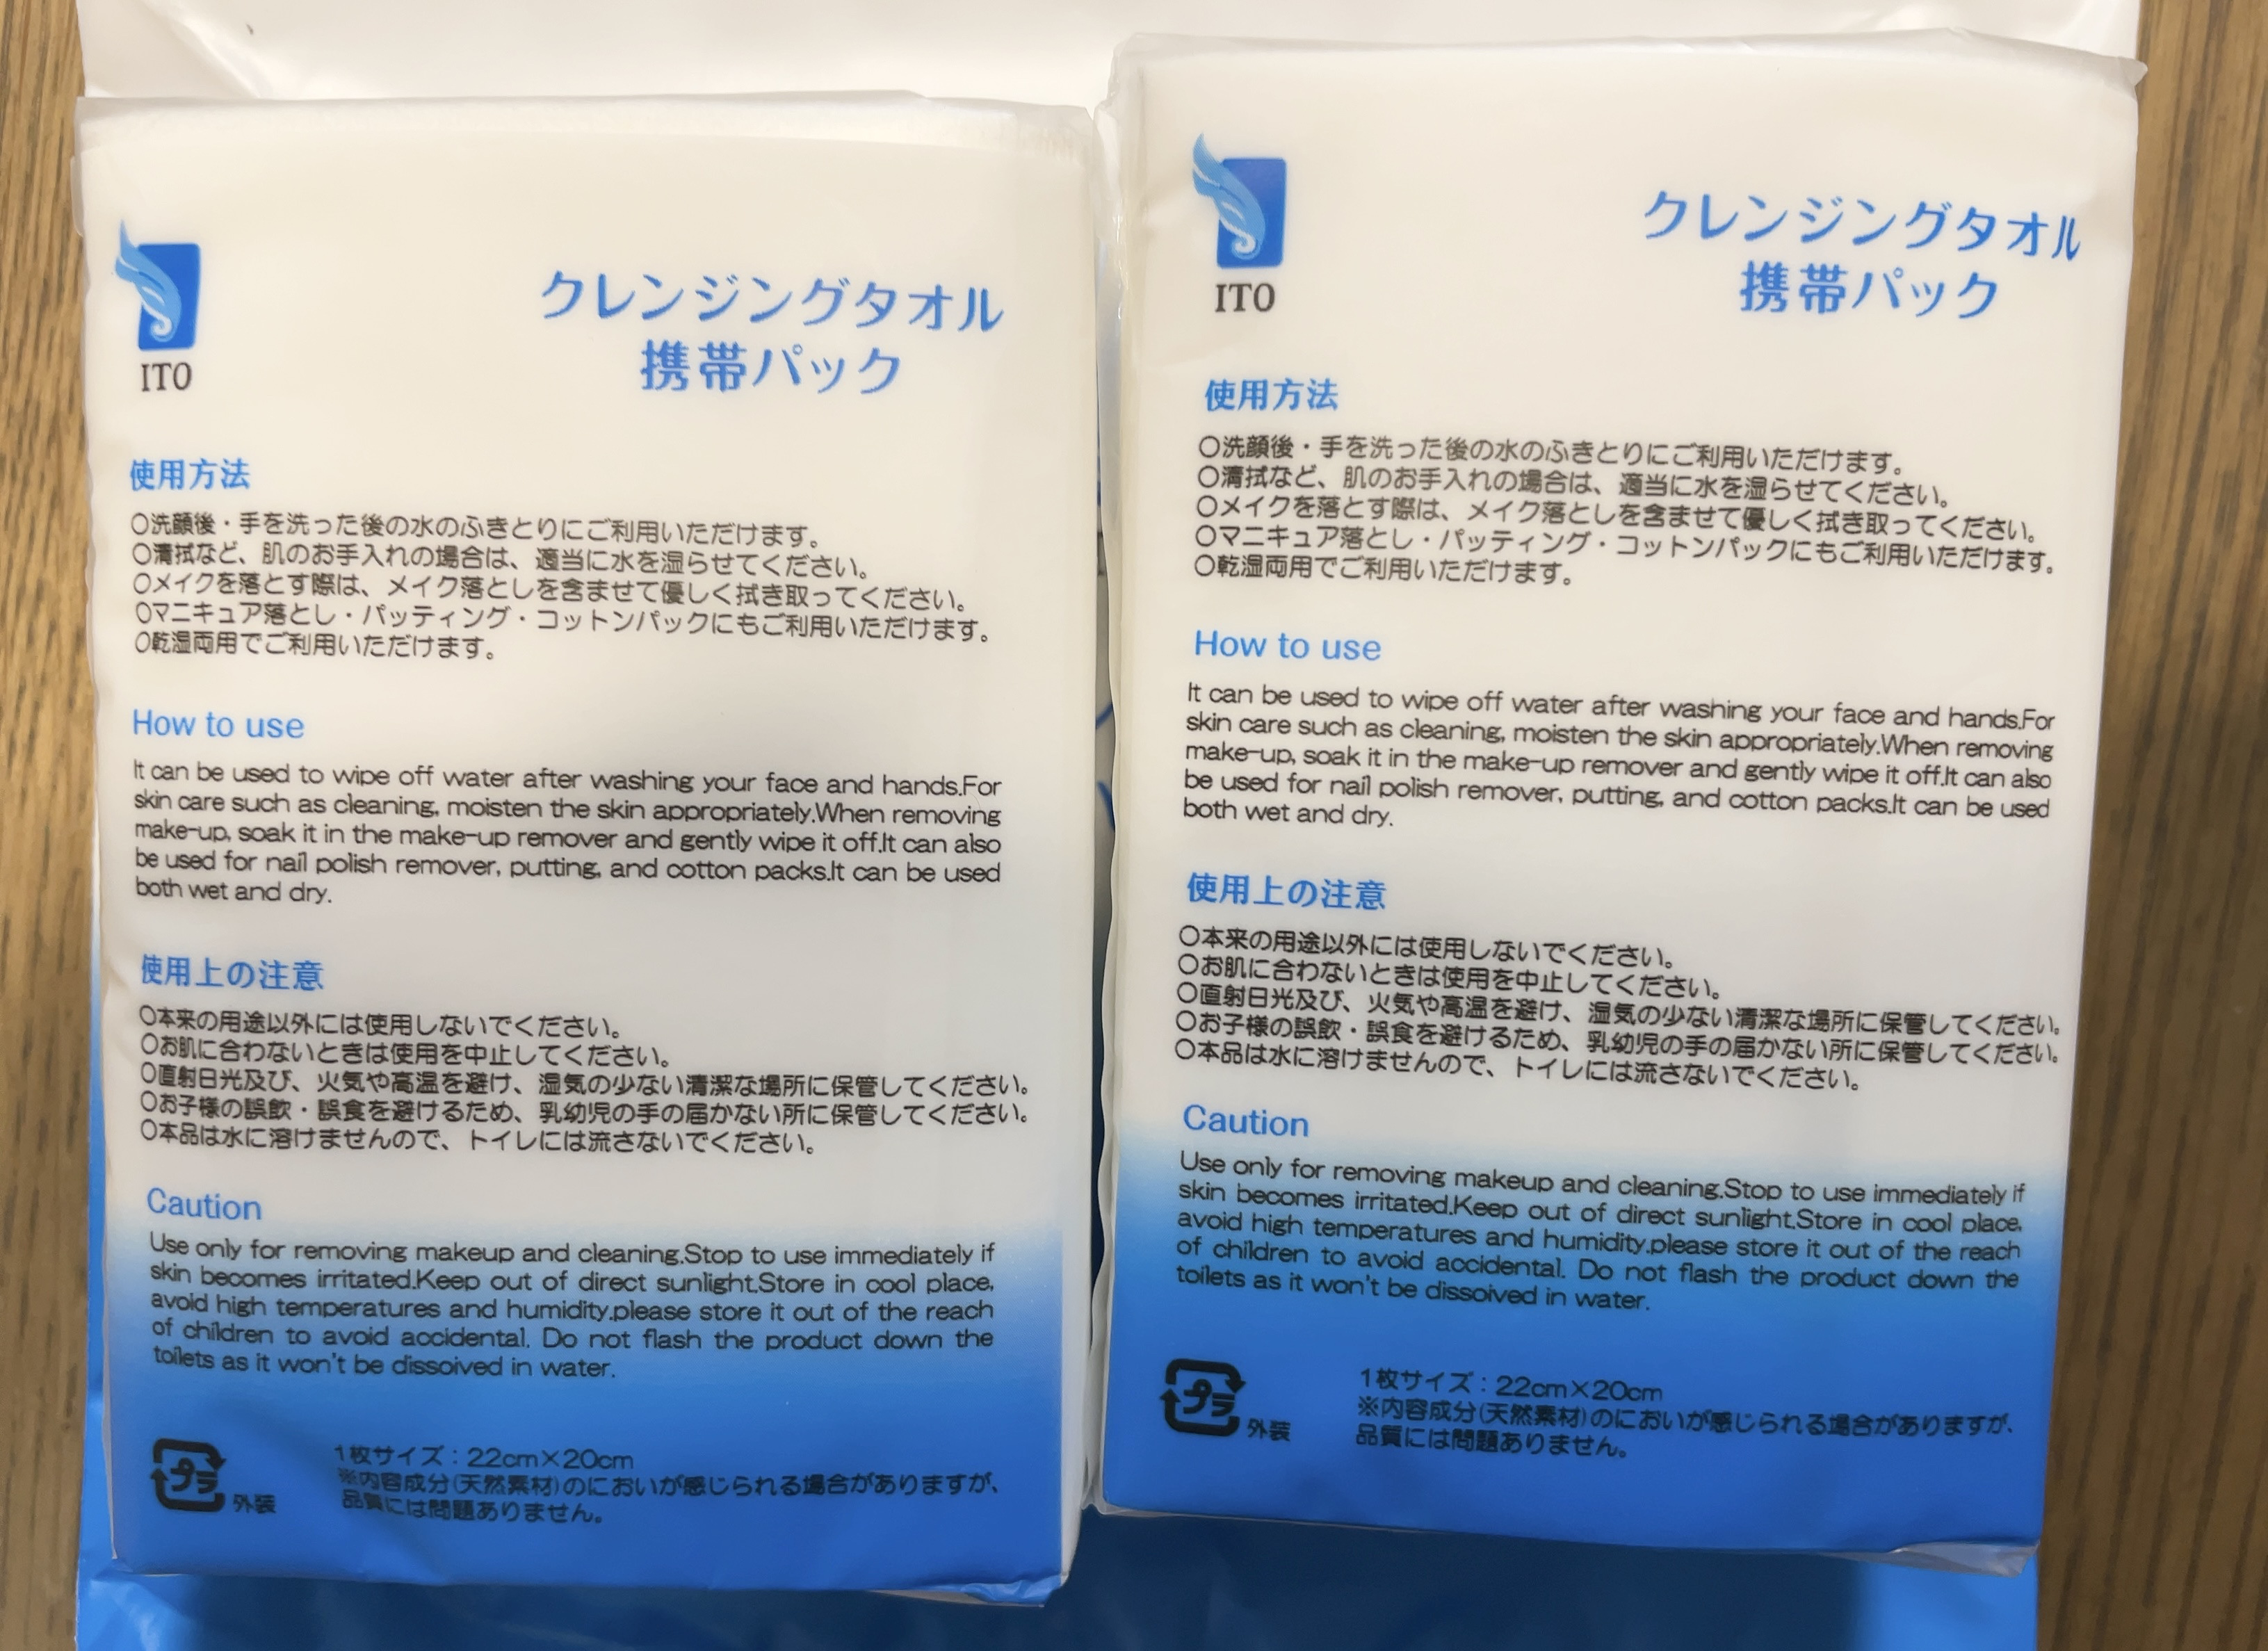 ITO
クレンジングタオル
携帯パック
使用方法
○洗顔後・手を洗った後の水のふきとりにご利用いただけます。
○清拭など、肌のお手入れの場合は、適当に水を湿らせてください。
○メイクを落とす際は、メイク落としを含ませて優しく拭き取ってください。
○マニキュア落とし・パッティング・コットンパックにもご利用いただけます。
○乾湿両用でご利用いただけます。
How to use
It can be used to wipe off water after washing your face and hands.For
skin care such as cleaning, moisten the skin appropriately.When removing
make-up, soak it in the make-up remover and gently wipe it off.It can also
be used for nail polish remover, putting, and cotton packs.It can be used
both wet and dry.
使用上の注意
○本来の用途以外には使用しないでください。
○お肌に合わないときは使用を中止してください。
○直射日光及び、火気や高温を避け、湿気の少ない清潔な場所に保管してください。
○お子様の誤飲・誤食を避けるため、乳幼児の手の届かない所に保管してください。
○本品は水に溶けませんので、トイレには流さないでください。
Caution
Use only for removing makeup and cleaning.Stop to use immediately if
skin becomes irritated.Keep out of direct sunlight.Store in cool place,
avoid high temperatures and humidity.please store it out of the reach
of children to avoid accidental. Do not flash the product down the
toilets as it won't be dissoived in water.
プラ
外装
1枚サイズ：22cm×20cm
※内容成分(天然素材)のにおいが感じられる場合がありますが、
品質には問題ありません。
ITO
クレンジングタオル
携帯パック
使用方法
○洗顔後・手を洗った後の水のふきとりにご利用いただけます。
○清拭など、肌のお手入れの場合は、適当に水を湿らせてください。
○メイクを落とす際は、メイク落としを含ませて優しく拭き取ってください。
○マニキュア落とし・パッティング・コットンパックにもご利用いただけます。
○乾湿両用でご利用いただけます。
How to use
It can be used to wipe off water after washing your face and hands.For
skin care such as cleaning, moisten the skin appropriately.When removing
make-up, soak it in the make-up remover and gently wipe it off.It can also
be used for nail polish remover, putting, and cotton packs.It can be used
both wet and dry.
使用上の注意
○本来の用途以外には使用しないでください。
○お肌に合わないときは使用を中止してください。
○直射日光及び、火気や高温を避け、湿気の少ない清潔な場所に保管してください。
○お子様の誤飲・誤食を避けるため、乳幼児の手の届かない所に保管してください。
○本品は水に溶けませんので、トイレには流さないでください。
Caution
Use only for removing makeup and cleaning.Stop to use immediately if
skin becomes irritated.Keep out of direct sunlight.Store in cool place,
avoid high temperatures and humidity.please store it out of the reach
of children to avoid accidental. Do not flash the product down the
toilets as it won't be dissoived in water.
プラ
外装
1枚サイズ：22cm×20cm
※内容成分(天然素材)のにおいが感じられる場合がありますが、
品質には問題ありません。